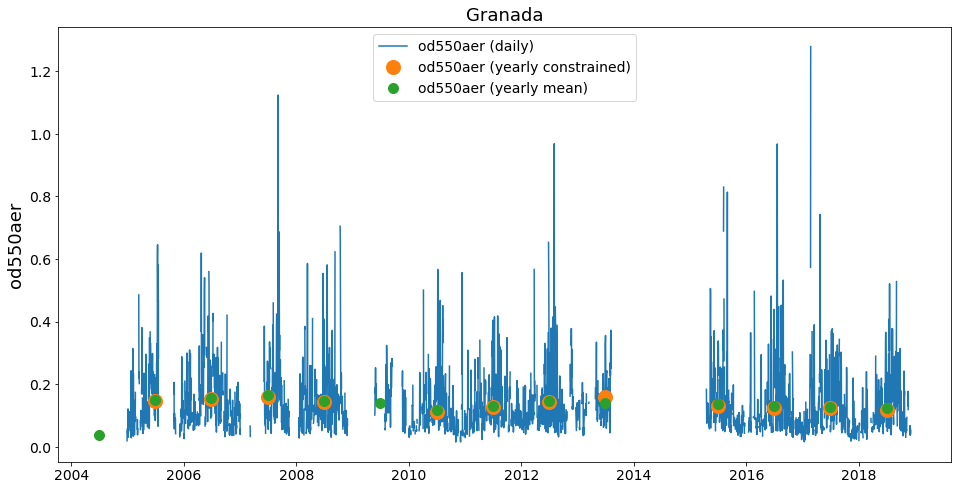 Granada
od550aer (daily)
od550aer (yearly constrained)
od550aer (yearly mean)
od550aer
1.2
1.0
0.8
0.6
0.4
0.2
0.0
2004 2006 2008 2010 2012 2014 2016 2018